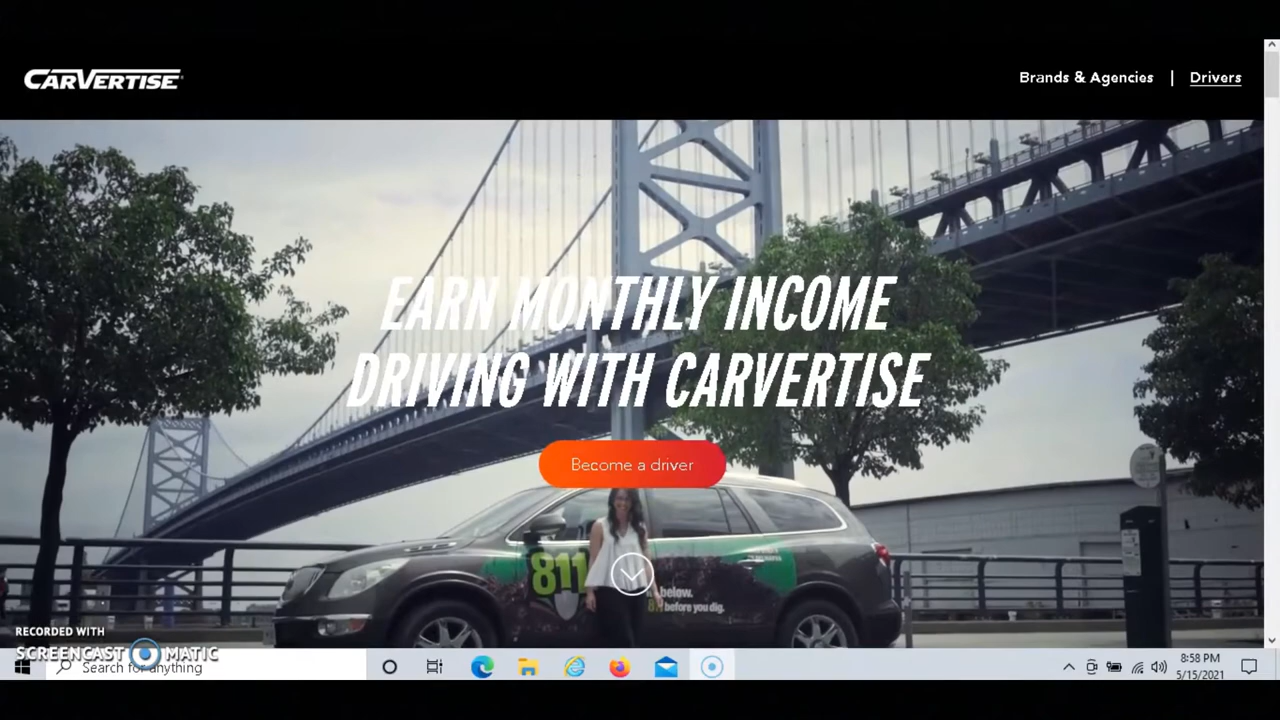 CARVERTISE
Brands & Agencies | Drivers
EARN MONTHLY INCOME
DRIVING WITH CARVERTISE
Become a driver
811
below.
before you dig.
RECORDED WITH
SCREENCAST MATIC
Search for anything
8:58 PM
5/15/2021